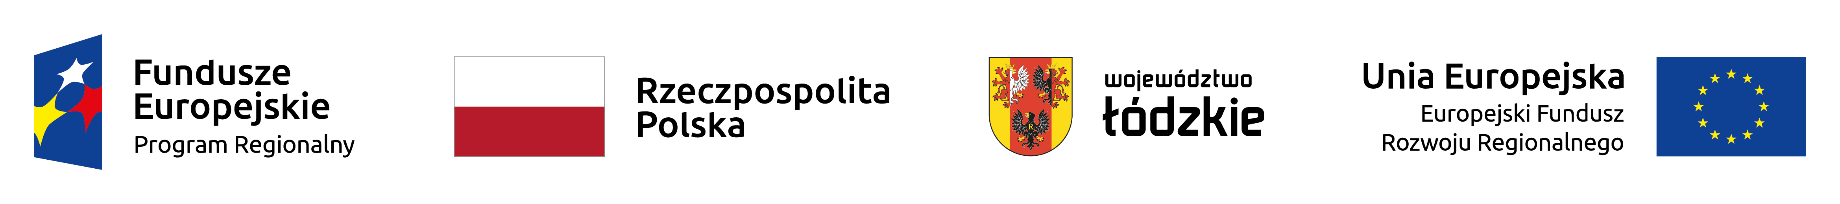 Fundusze
Europejskie
Program Regionalny
Rzeczpospolita
Polska
województwo
łódzkie
Unia Europejska
Europejski Fundusz
Rozwoju Regionalnego